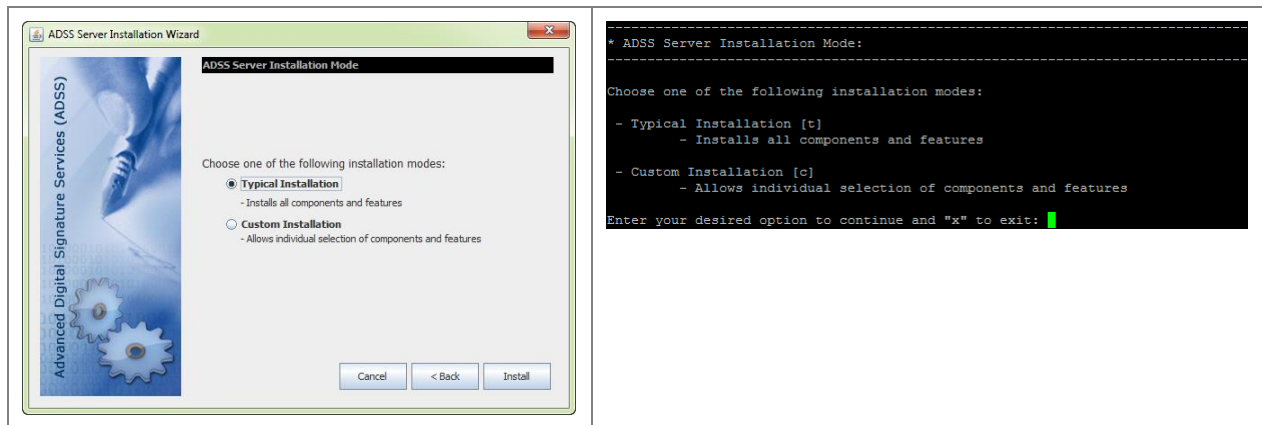 ADSS Server Installation Wizard
Advanced Digital Signature Services (ADSS)
ADSS Server Installation Mode
Choose one of the following installation modes:
Typical Installation
- Installs all components and features
Custom Installation
- Allows individual selection of components and features
Cancel
< Back
Install
* ADSS Server Installation Mode:
Choose one of the following installation modes:
- Typical Installation [t]
- Installs all components and features
- Custom Installation [c]
- Allows individual selection of components and features
Enter your desired option to continue and "x" to exit: